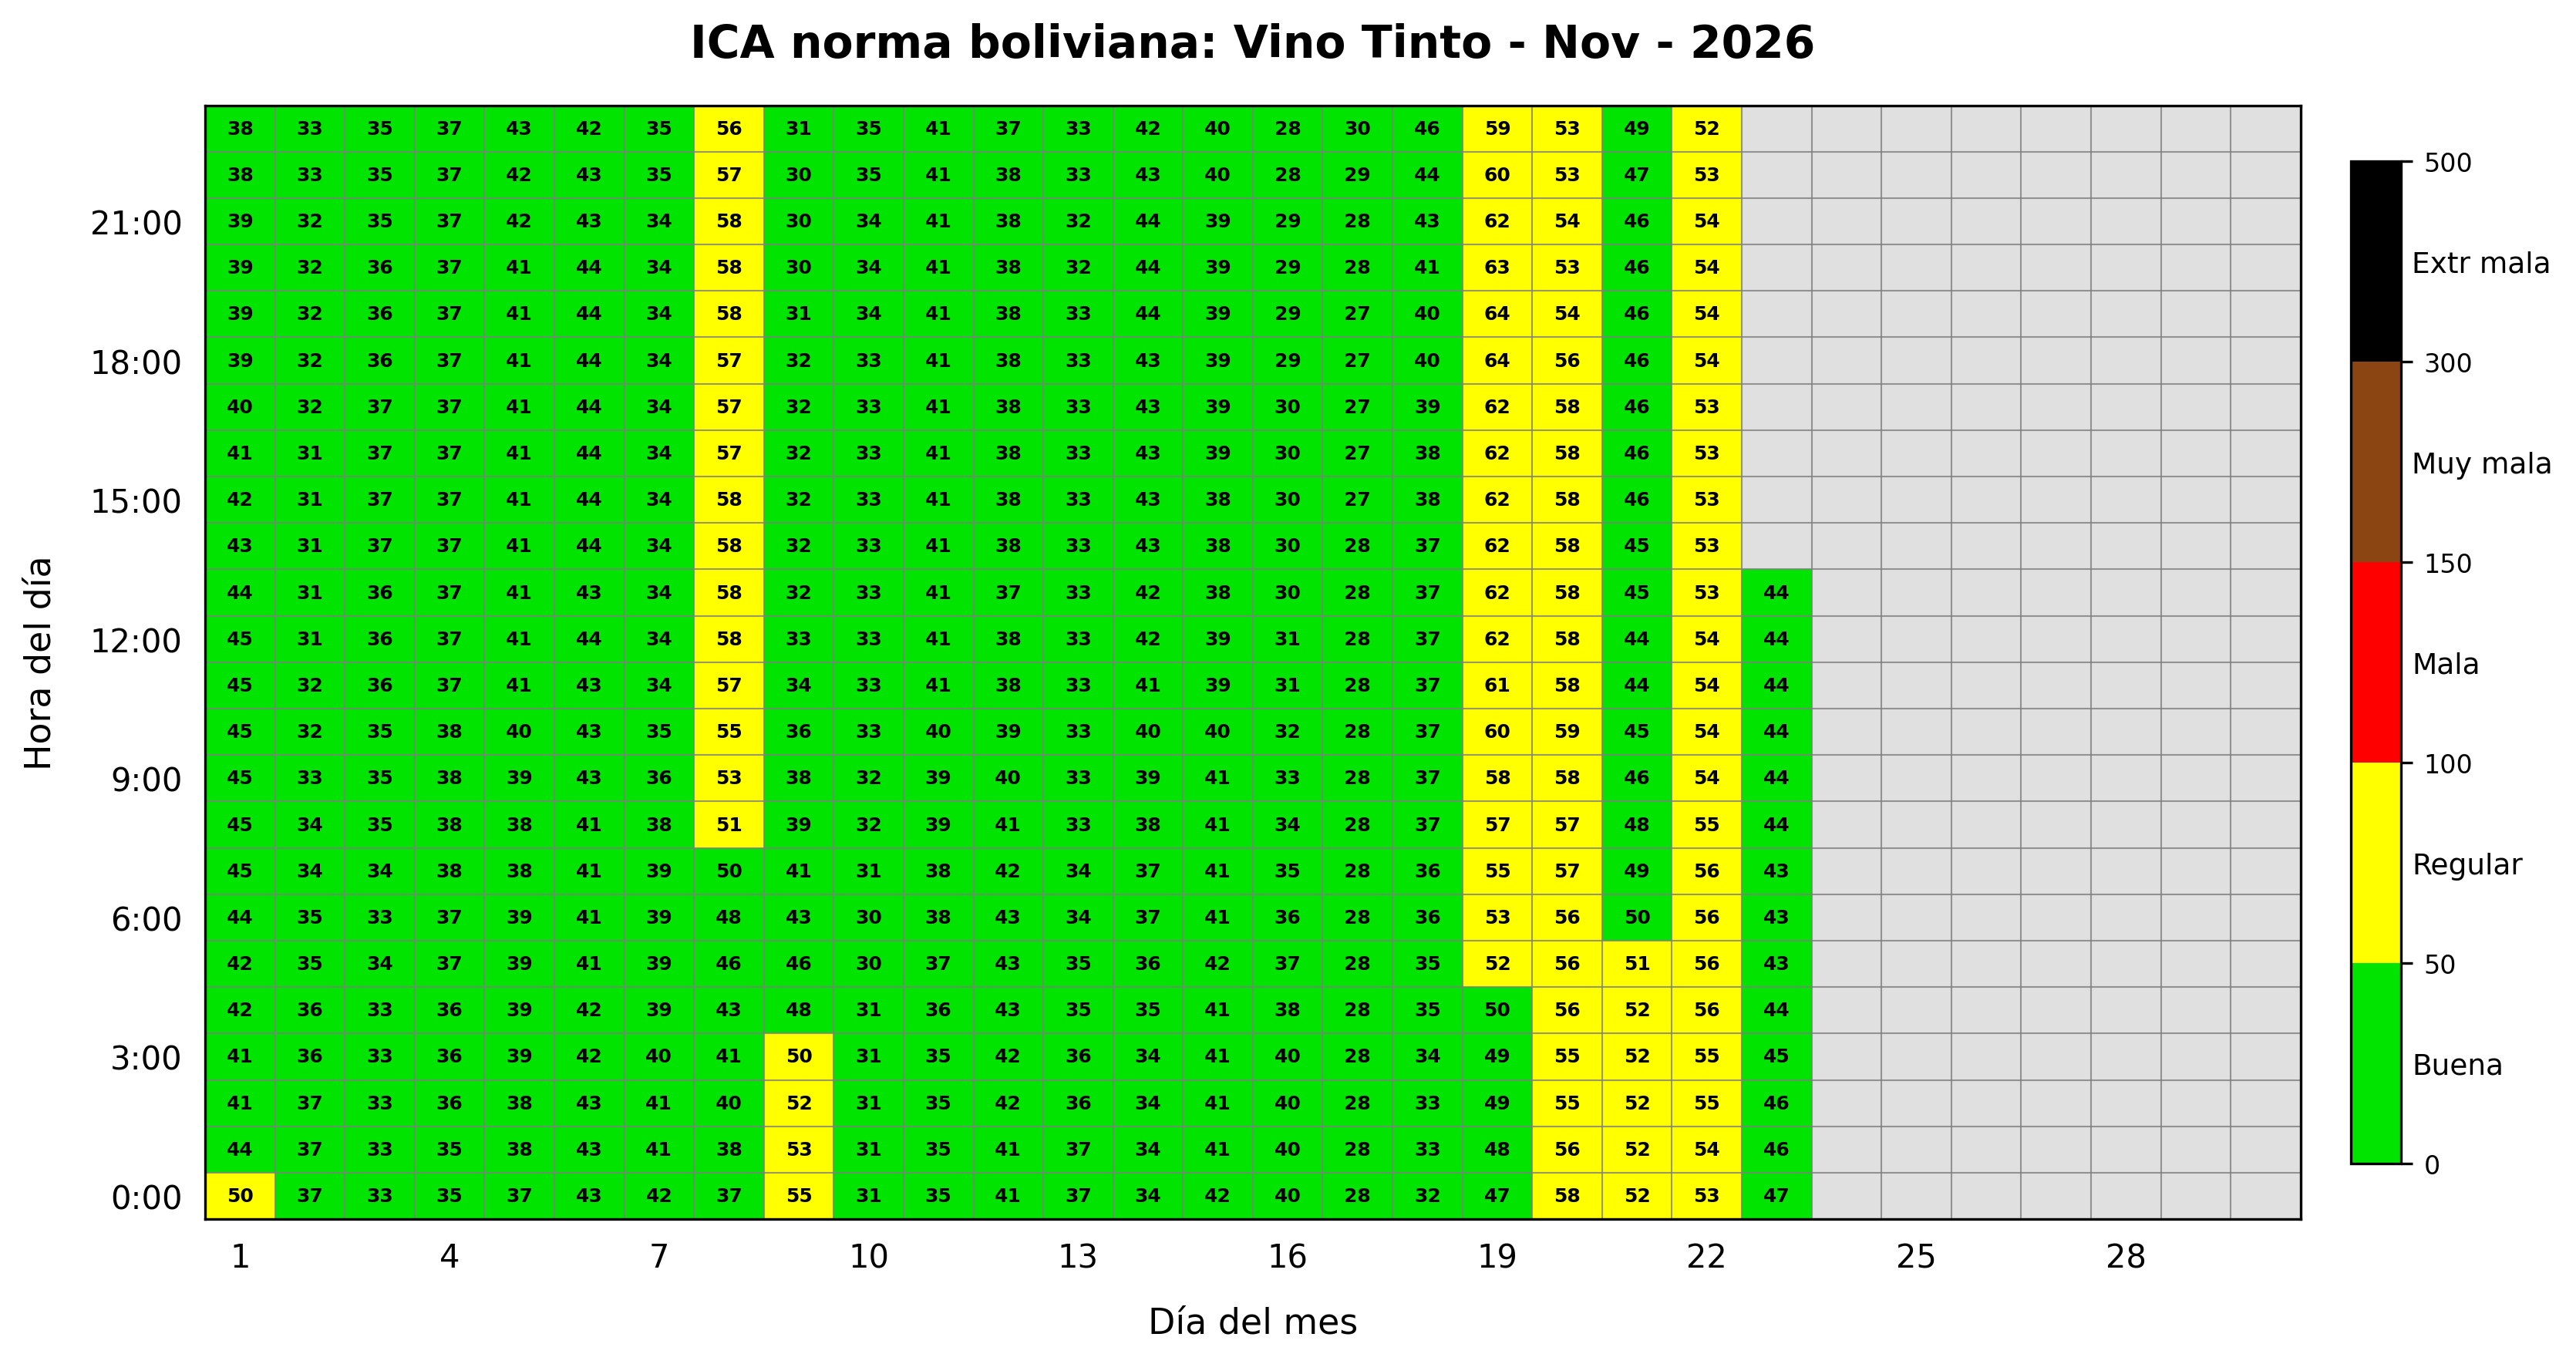 ICA norma boliviana: Vino Tinto - Nov - 2026
38 33 35 37 43 42 35 56 31 35 41 37 33 42 40 28 30 46 59 53 49 52
38 33 35 37 42 43 35 57 30 35 41 38 33 43 40 28 29 44 60 53 47 53
21:00 39 32 35 37 42 43 34 58 30 34 41 38 32 44 39 29 28 43 62 54 46 54
39 32 36 37 41 44 34 58 30 34 41 38 32 44 39 29 28 41 63 53 46 54
39 32 36 37 41 44 34 58 31 34 41 38 33 44 39 29 27 40 64 54 46 54
18:00 39 32 36 37 41 44 34 57 32 33 41 38 33 43 39 29 27 40 64 56 46 54
40 32 37 37 41 44 34 57 32 33 41 38 33 43 39 30 27 39 62 58 46 53
41 31 37 37 41 44 34 57 32 33 41 38 33 43 39 30 27 38 62 58 46 53
15:00 42 31 37 37 41 44 34 58 32 33 41 38 33 43 38 30 27 38 62 58 46 53
43 31 37 37 41 44 34 58 32 33 41 38 33 43 38 30 28 37 62 58 45 53
44 31 36 37 41 43 34 58 32 33 41 37 33 42 38 30 28 37 62 58 45 53 44
12:00 45 31 36 37 41 44 34 58 33 33 41 38 33 42 39 31 28 37 62 58 44 54 44
45 32 36 37 41 43 34 57 34 33 41 38 33 41 39 31 28 37 61 58 44 54 44
45 32 35 38 40 43 35 55 36 33 40 39 33 40 40 32 28 37 60 59 45 54 44
9:00 45 33 35 38 39 43 36 53 38 32 39 40 33 39 41 33 28 37 58 58 46 54 44
45 34 35 38 38 41 38 51 39 32 39 41 33 38 41 34 28 37 57 57 48 55 44
45 34 34 38 38 41 39 50 41 31 38 42 34 37 41 35 28 36 55 57 49 56 43
6:00 44 35 33 37 39 41 39 48 43 30 38 43 34 37 41 36 28 36 53 56 50 56 43
42 35 34 37 39 41 39 46 46 30 37 43 35 36 42 37 28 35 52 56 51 56 43
42 36 33 36 39 42 39 43 48 31 36 43 35 35 41 38 28 35 50 56 52 56 44
3:00 41 36 33 36 39 42 40 41 50 31 35 42 36 34 41 40 28 34 49 55 52 55 45
41 37 33 36 38 43 41 40 52 31 35 42 36 34 41 40 28 33 49 55 52 55 46
44 37 33 35 38 43 41 38 53 31 35 41 37 34 41 40 28 33 48 56 52 54 46
0:00 50 37 33 35 37 43 42 37 55 31 35 41 37 34 42 40 28 32 47 58 52 53 47
1 4 7 10 13 16 19 22 25 28
Día del mes
Hora del día
500
Extr mala
300
Muy mala
150
Mala
100
Regular
50
Buena
0